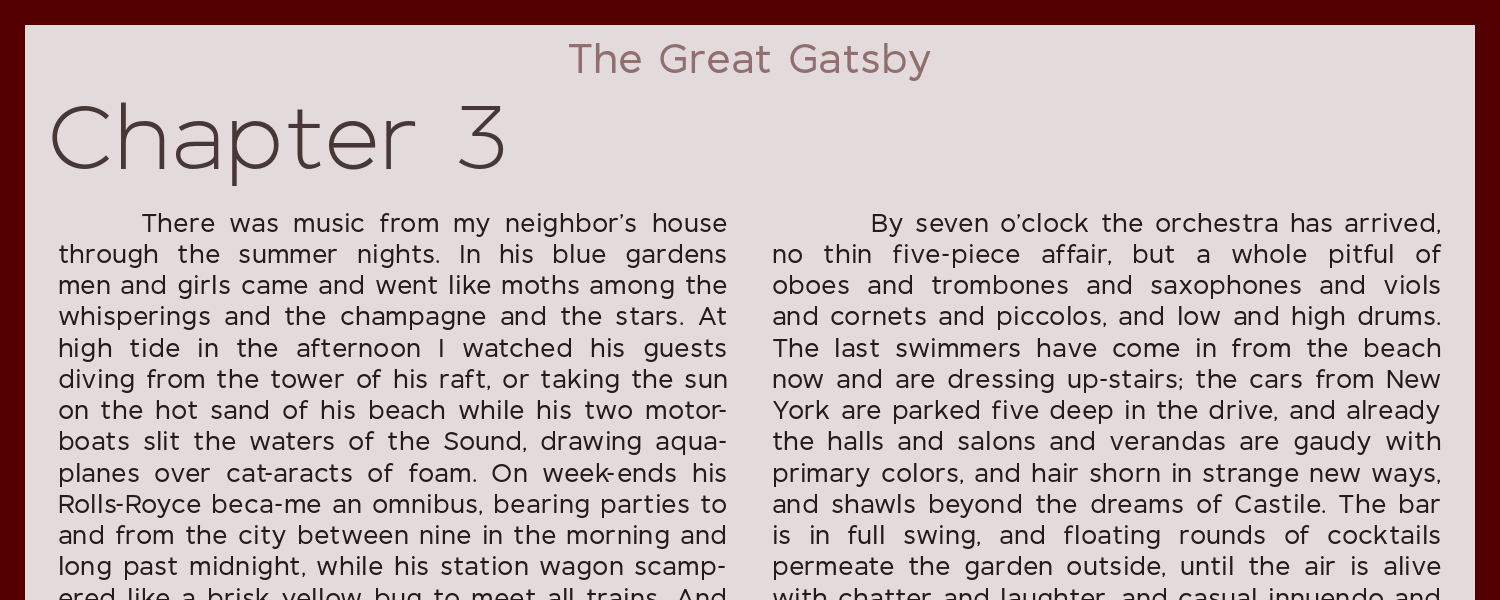 The Great Gatsby
Chapter 3
There was music from my neighbor’s house
through the summer nights. In his blue gardens
men and girls came and went like moths among the
whisperings and the champagne and the stars. At
high tide in the afternoon I watched his guests
diving from the tower of his raft, or taking the sun
on the hot sand of his beach while his two motor-
boats slit the waters of the Sound, drawing aqua-
planes over cat-aracts of foam. On week-ends his
Rolls-Royce beca-me an omnibus, bearing parties to
and from the city between nine in the morning and
long past midnight, while his station wagon scamp-
ered like a brisk yellow bug to meet all trains. And
By seven o’clock the orchestra has arrived,
no thin five-piece affair, but a whole pitful of
oboes and trombones and saxophones and viols
and cornets and piccolos, and low and high drums.
The last swimmers have come in from the beach
now and are dressing up-stairs; the cars from New
York are parked five deep in the drive, and already
the halls and salons and verandas are gaudy with
primary colors, and hair shorn in strange new ways,
and shawls beyond the dreams of Castile. The bar
is in full swing, and floating rounds of cocktails
permeate the garden outside, until the air is alive
with chatter and laughter, and casual innuendo and